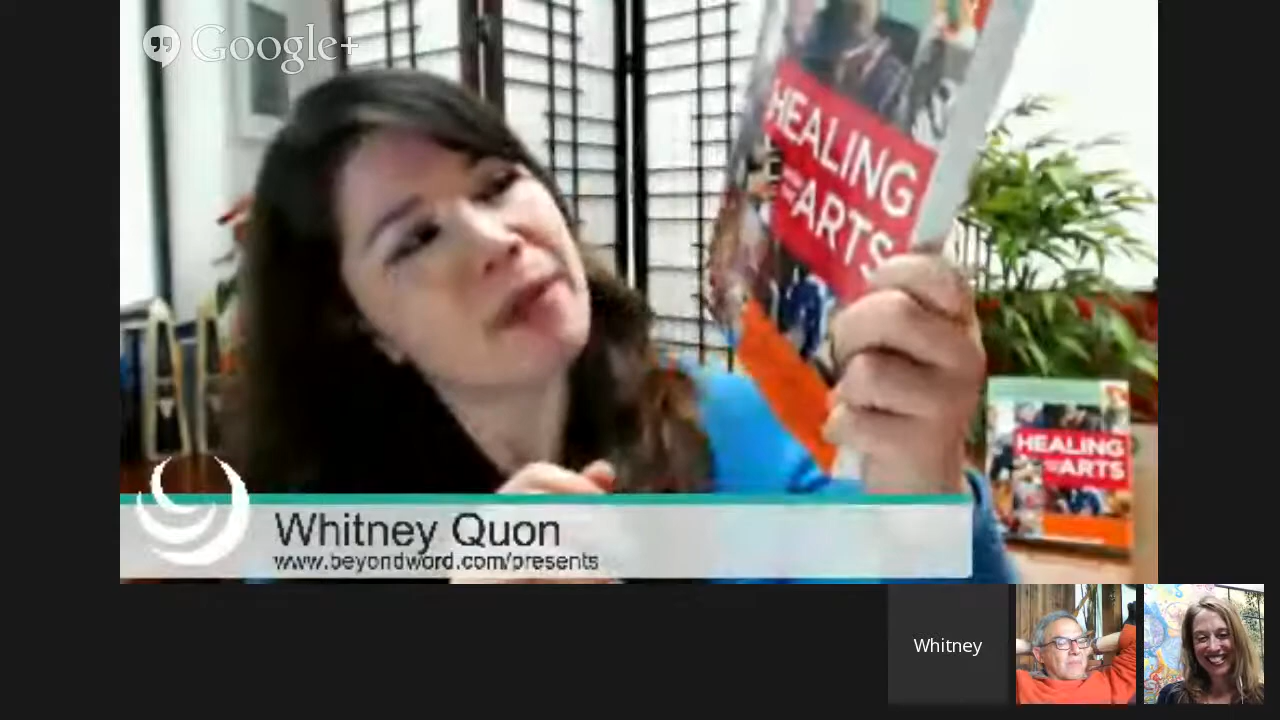 Google+
HEALING
ARTS
HEALING
ARTS
Whitney Quon
www.beyondword.com/presents
Whitney